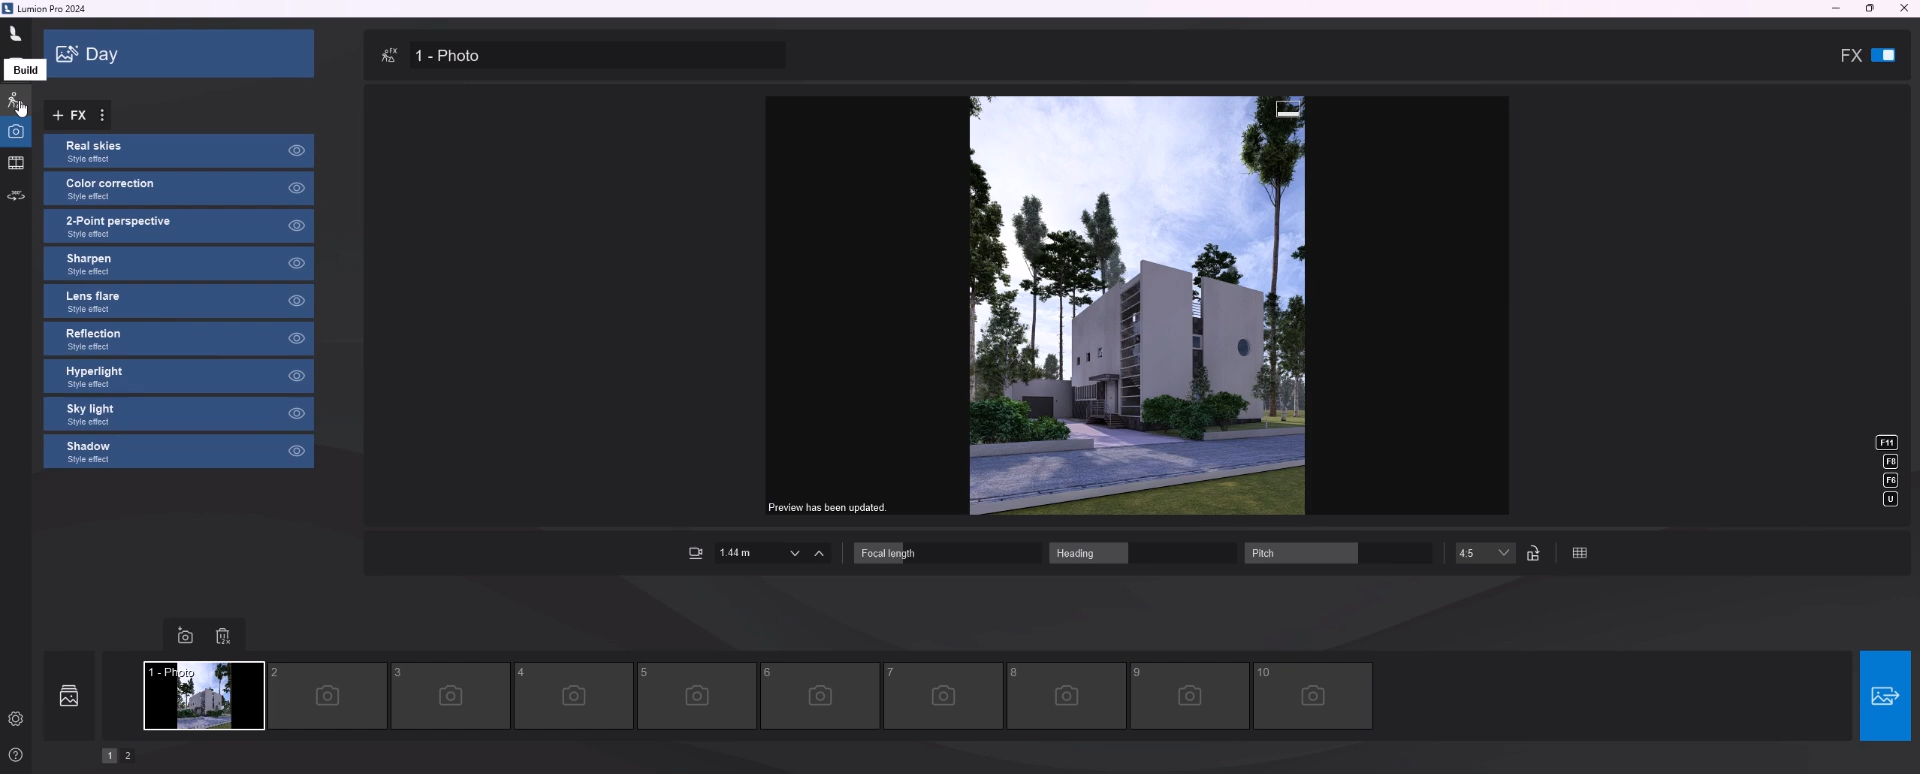 Lumion Pro 2024
Day
Build
1 - Photo
FX
+ FX
Real skies
Style effect
Color correction
Style effect
2-Point perspective
Style effect
Sharpen
Style effect
Lens flare
Style effect
Reflection
Style effect
Hyperlight
Style effect
Sky light
Style effect
Shadow
Style effect
F11
F8
F6
U
Preview has been updated.
1.44 m
Focal length
Heading
Pitch
4:5
1 - Photo
2
3
4
5
6
7
8
9
10
1 2